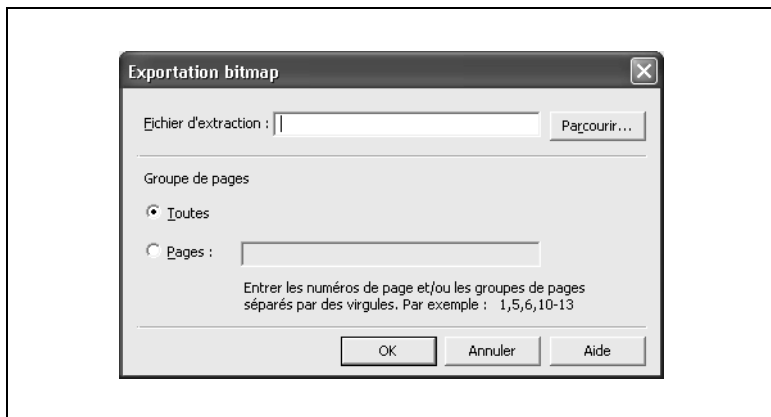 Exportation bitmap
Fichier d'extraction :
Parcourir...
Groupe de pages
Toutes
Pages :
Entrer les numéros de page et/ou les groupes de pages
séparés par des virgules. Par exemple : 1,5,6,10-13
OK Annuler Aide